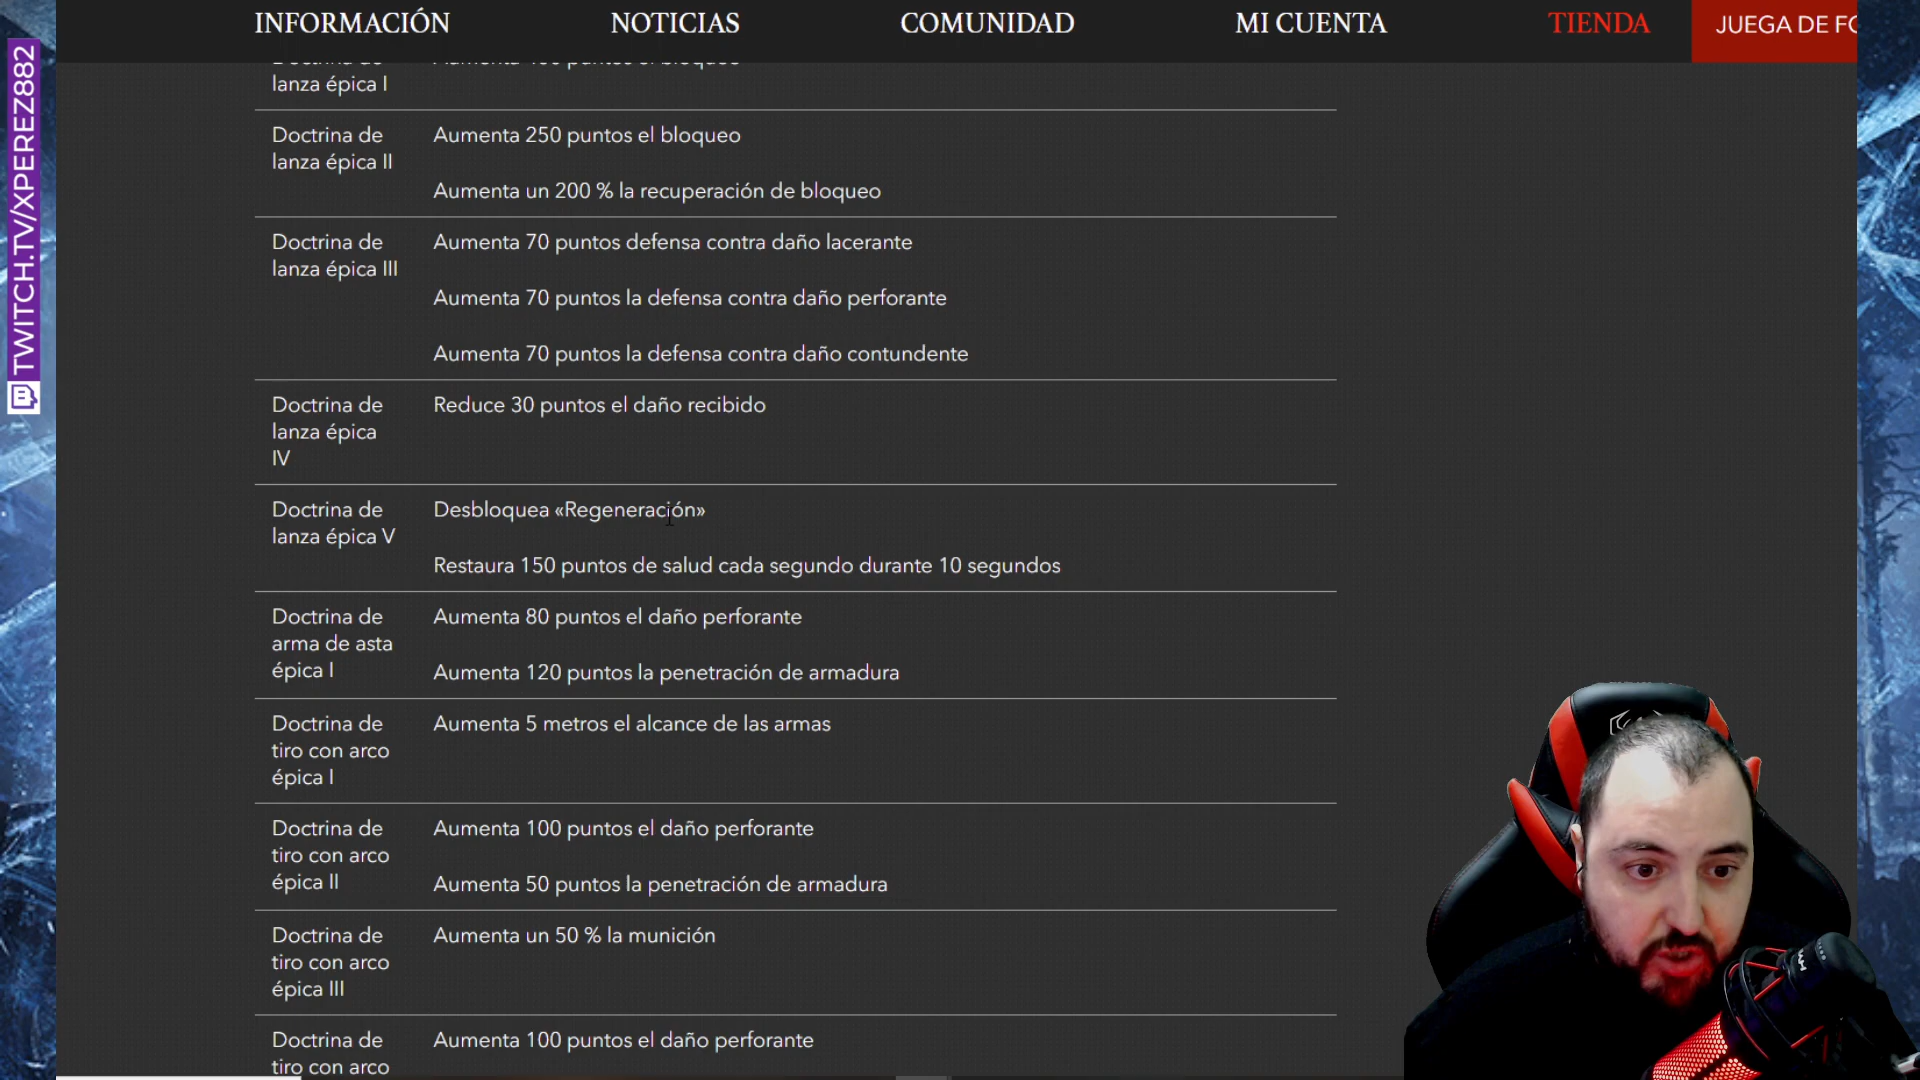 INFORMACIÓN NOTICIAS COMUNIDAD MI CUENTA TIENDA JUEGA DE FO
TWITCH.TV/XPEREZ882
lanza épica I
Doctrina de Aumenta 250 puntos el bloqueo
lanza épica II
Aumenta un 200 % la recuperación de bloqueo
Doctrina de Aumenta 70 puntos defensa contra daño lacerante
lanza épica III
Aumenta 70 puntos la defensa contra daño perforante
Aumenta 70 puntos la defensa contra daño contundente
Doctrina de Reduce 30 puntos el daño recibido
lanza épica
IV
Doctrina de Desbloquea «Regeneración»
lanza épica V
Restaura 150 puntos de salud cada segundo durante 10 segundos
Doctrina de Aumenta 80 puntos el daño perforante
arma de asta
épica I Aumenta 120 puntos la penetración de armadura
Doctrina de Aumenta 5 metros el alcance de las armas
tiro con arco
épica I
Doctrina de Aumenta 100 puntos el daño perforante
tiro con arco
épica II Aumenta 50 puntos la penetración de armadura
Doctrina de Aumenta un 50 % la munición
tiro con arco
épica III
Doctrina de Aumenta 100 puntos el daño perforante
tiro con arco